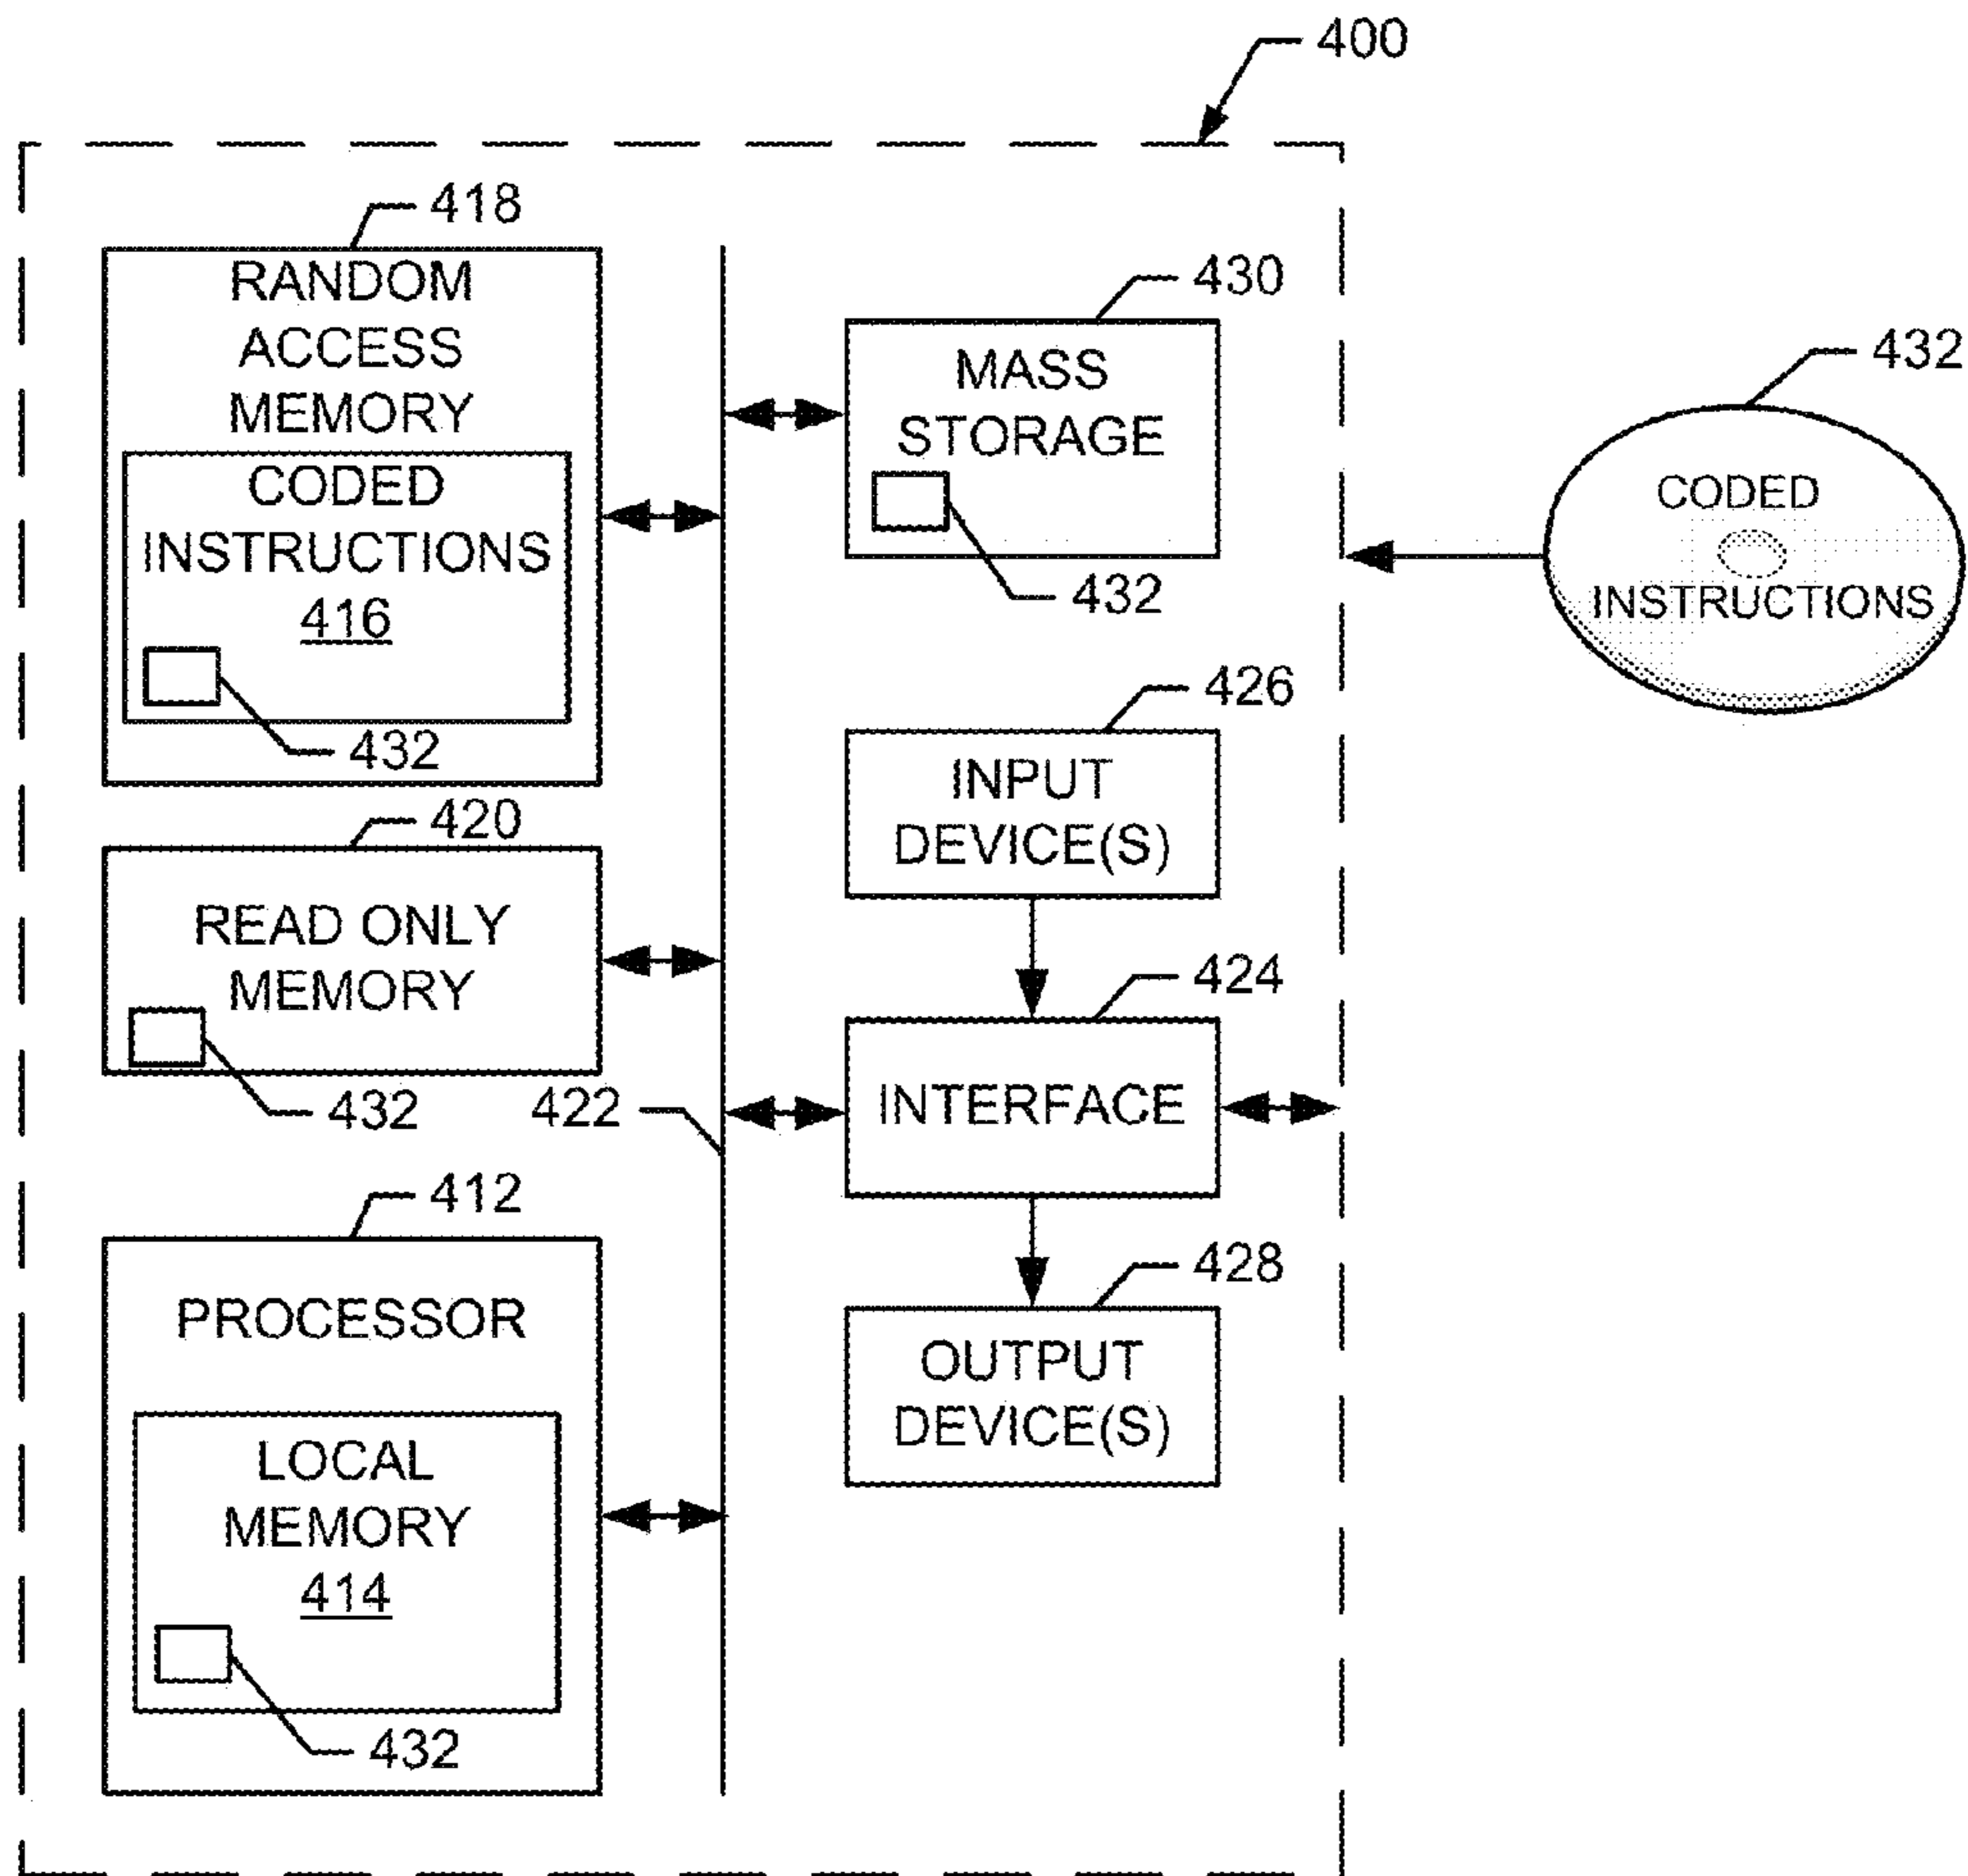 400
418
RANDOM
ACCESS
MEMORY
CODED
INSTRUCTIONS
416
432
420
READ ONLY
MEMORY
432
422
412
PROCESSOR
LOCAL
MEMORY
414
432
430
MASS
STORAGE
432
426
INPUT
DEVICE(S)
424
INTERFACE
428
OUTPUT
DEVICE(S)
432
CODED
INSTRUCTIONS